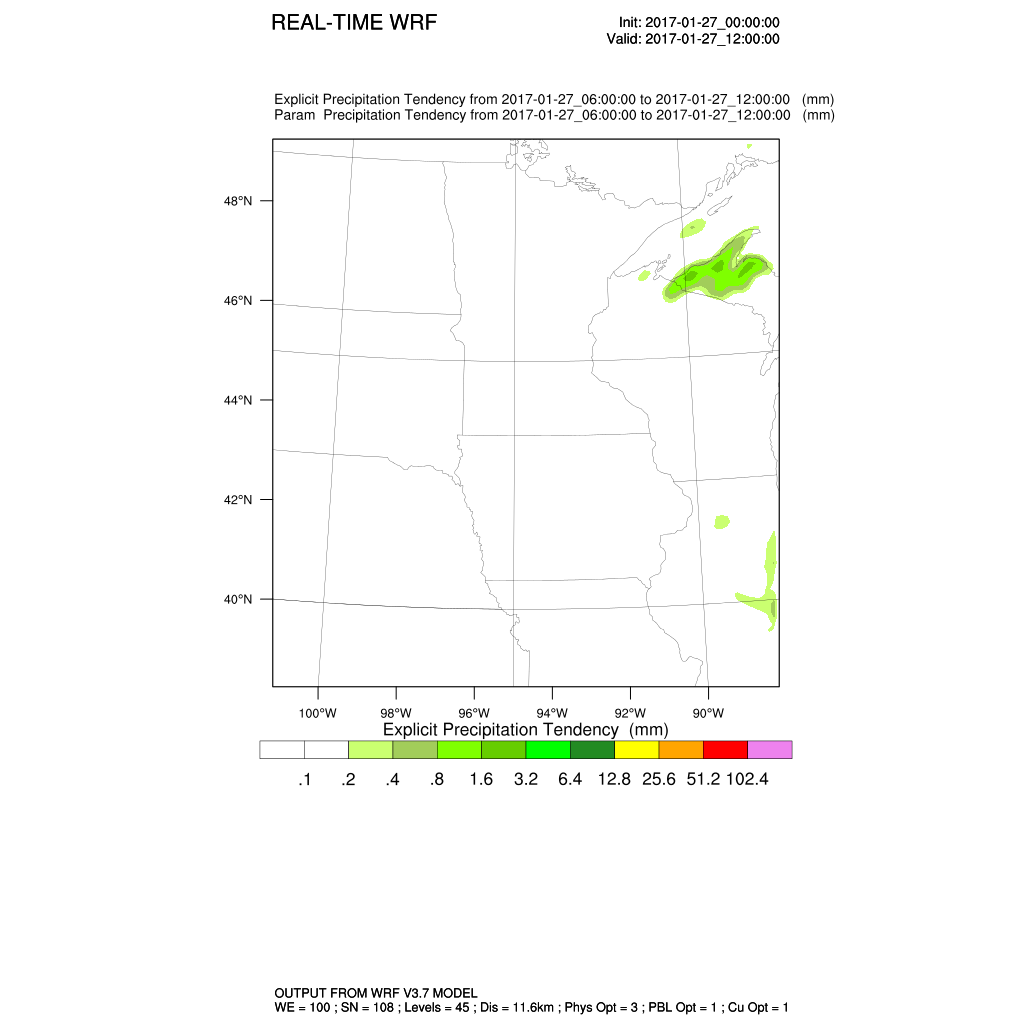 REAL-TIME WRF
Init: 2017-01-27_00:00:00
Valid: 2017-01-27_12:00:00
Explicit Precipitation Tendency from 2017-01-27_06:00:00 to 2017-01-27_12:00:00 (mm)
Param Precipitation Tendency from 2017-01-27_06:00:00 to 2017-01-27_12:00:00 (mm)
48°N
46°N
44°N
42°N
40°N
100°W 98°W 96°W 94°W 92°W 90°W
Explicit Precipitation Tendency (mm)
.1 .2 .4 .8 1.6 3.2 6.4 12.8 25.6 51.2 102.4
OUTPUT FROM WRF V3.7 MODEL
WE = 100 ; SN = 108 ; Levels = 45 ; Dis = 11.6km ; Phys Opt = 3 ; PBL Opt = 1 ; Cu Opt = 1